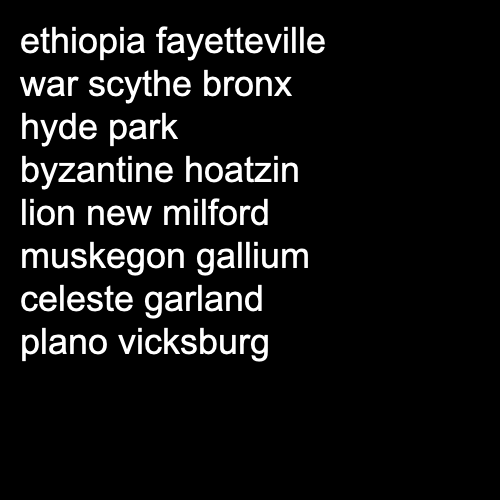 ethiopia fayetteville
war scythe bronx
hyde park
byzantine hoatzin
lion new milford
muskegon gallium
celeste garland
plano vicksburg